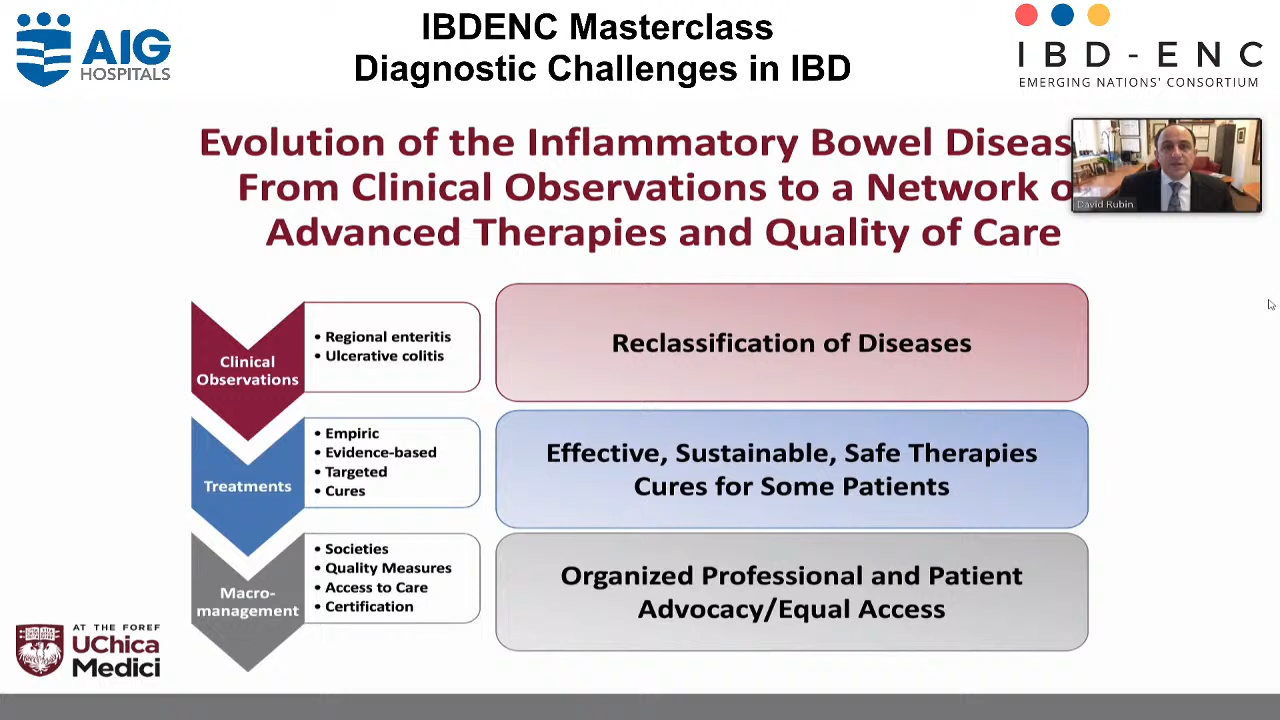 AIG
HOSPITALS
IBDENC Masterclass
Diagnostic Challenges in IBD
IBD-ENC
EMERGING NATIONS' CONSORTIUM
Evolution of the Inflammatory Bowel Diseas
From Clinical Observations to a Network o
Advanced Therapies and Quality of Care
David Rubin
Clinical
Observations
• Regional enteritis
• Ulcerative colitis
Reclassification of Diseases
Treatments
• Empiric
• Evidence-based
• Targeted
• Cures
Effective, Sustainable, Safe Therapies
Cures for Some Patients
Macro-
management
• Societies
• Quality Measures
• Access to Care
• Certification
Organized Professional and Patient
Advocacy/Equal Access
AT THE FOREF
UChica
Medici